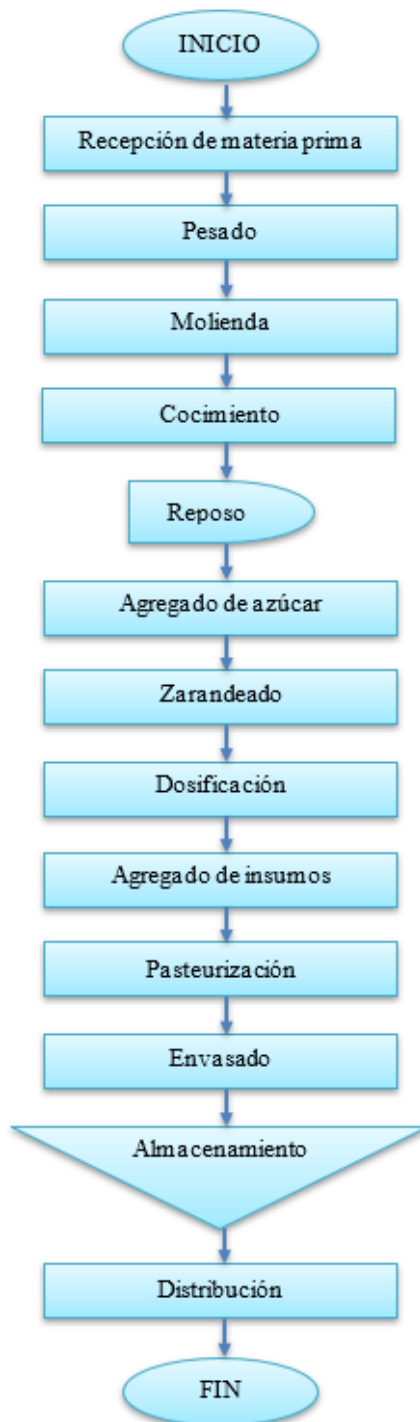 INICIO
Recepción de materia prima
Pesado
Molienda
Cocimiento
Reposo
Agregado de azúcar
Zarandeado
Dosificación
Agregado de insumos
Pasteurización
Envasado
Almacenamiento
Distribución
FIN